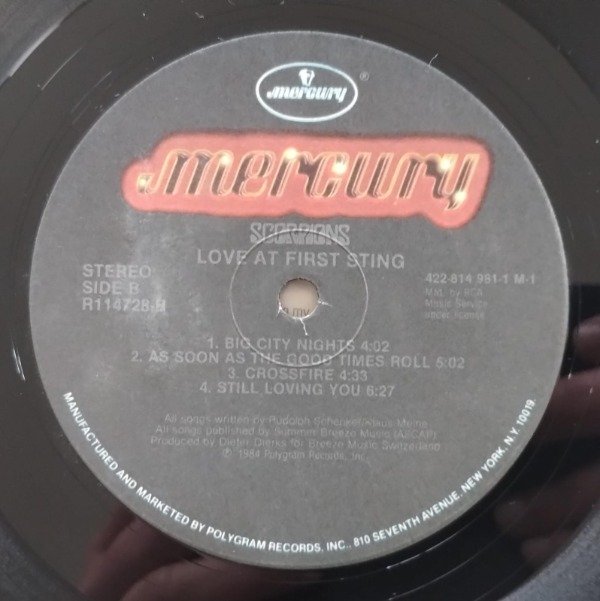 mercury
®
mercury
SCORPIONS
LOVE AT FIRST STING
STEREO
SIDE B
R114728-B
422-814 981-1 M-1
Mfd. by RCA
Music Service
under license
1. BIG CITY NIGHTS 4:02
2. AS SOON AS THE GOOD TIMES ROLL 5:02
3. CROSSFIRE 4:33
4. STILL LOVING YOU 6:27
All songs written by Rudolph Schenker/Klaus Meine
All songs published by Summer Breeze Music (ASCAP)
Produced by Dieter Dierks for Breeze Music Switzerland
℗ 1984 Polygram Records, Inc.
MANUFACTURED AND MARKETED BY POLYGRAM RECORDS, INC., 810 SEVENTH AVENUE, NEW YORK, N.Y. 10019